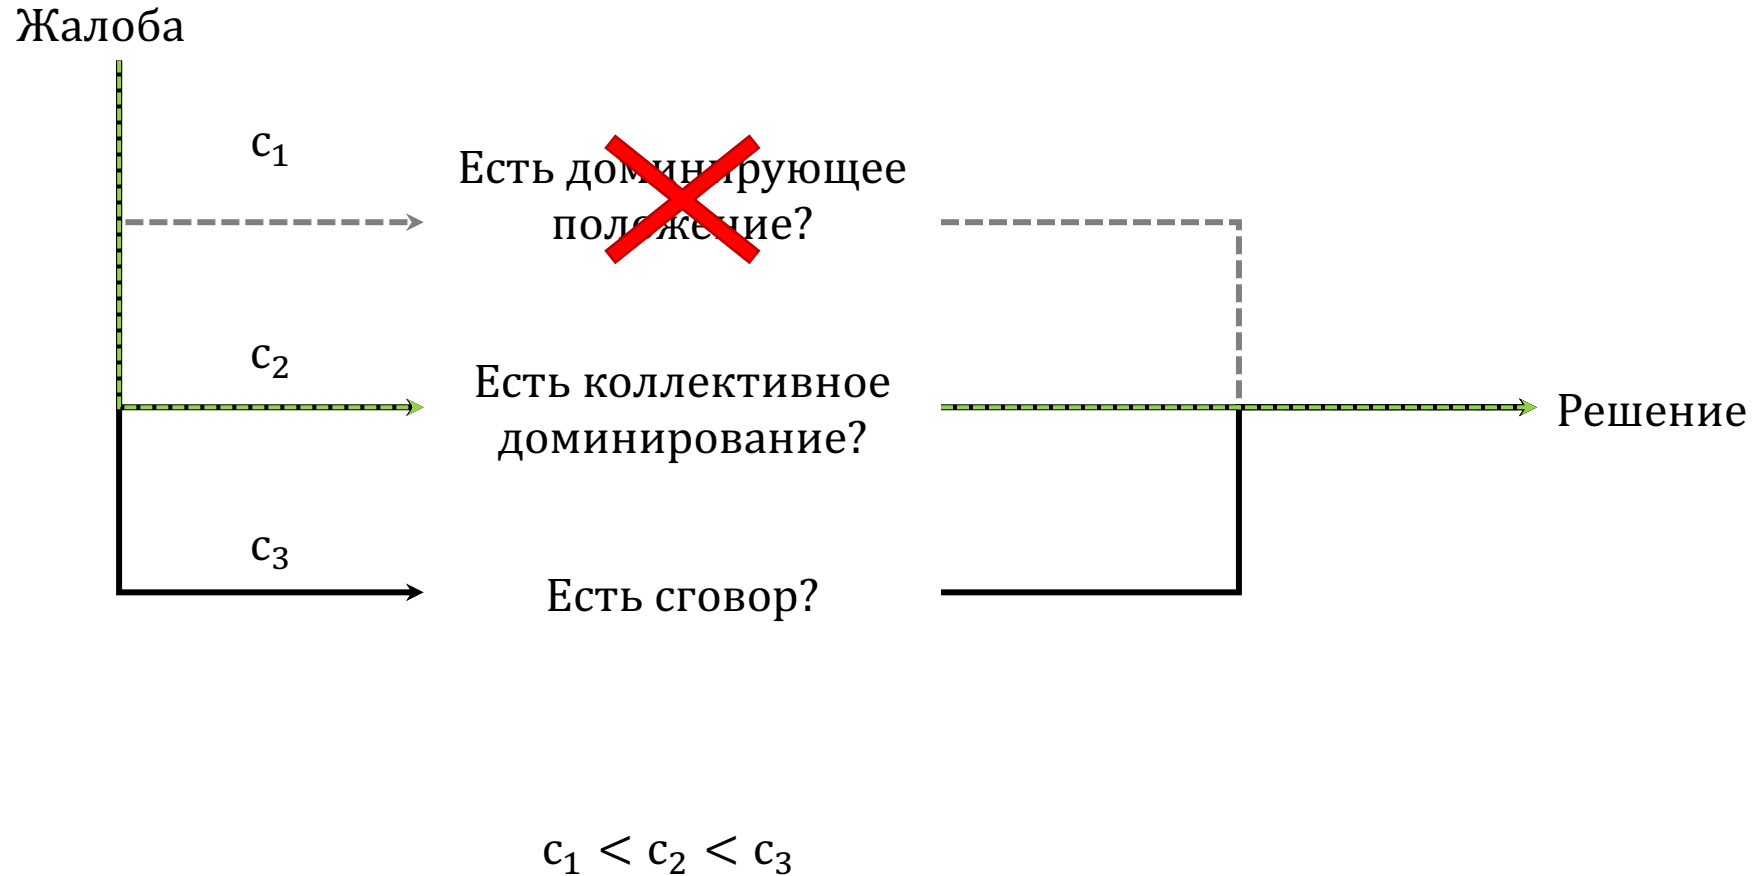 Жалоба
c₁
Есть доминирующее
положение?
c₂
Есть коллективное
доминирование?
Решение
c₃
Есть сговор?
c₁ < c₂ < c₃